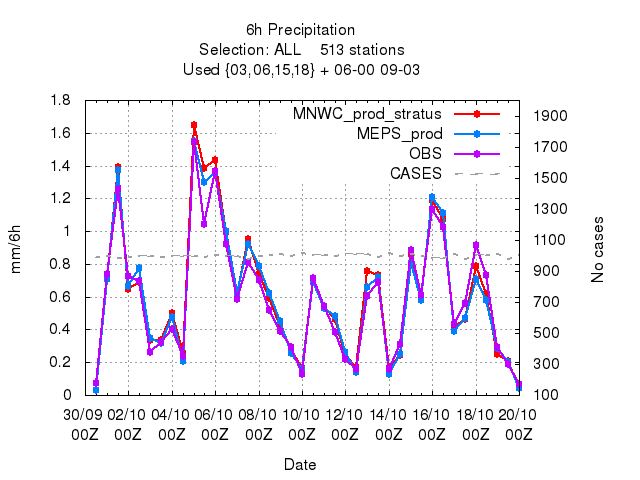 6h Precipitation
Selection: ALL    513 stations
Used {03,06,15,18} + 06-00 09-03
MNWC_prod_stratus
MEPS_prod
OBS
CASES
mm/6h
1.8
1.6
1.4
1.2
1
0.8
0.6
0.4
0.2
0
No cases
1900
1700
1500
1300
1100
900
700
500
300
100
30/09 02/10 04/10 06/10 08/10 10/10 12/10 14/10 16/10 18/10 20/10
00Z 00Z 00Z 00Z 00Z 00Z 00Z 00Z 00Z 00Z 00Z
Date